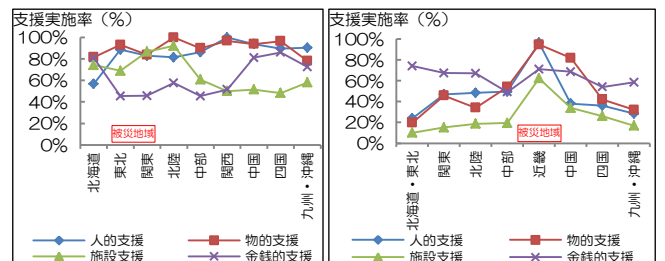 支援実施率（%）
100%
80%
60%
40%
20%
0%
被災地域
北海道
東北
関東
北陸
中部
関西
中国
四国
九州・沖縄
人的支援
物的支援
施設支援
金銭的支援
支援実施率（%）
100%
80%
60%
40%
20%
0%
被災地域
北海道・東北
関東
北陸
中部
近畿
中国
四国
九州・沖縄
人的支援
物的支援
施設支援
金銭的支援